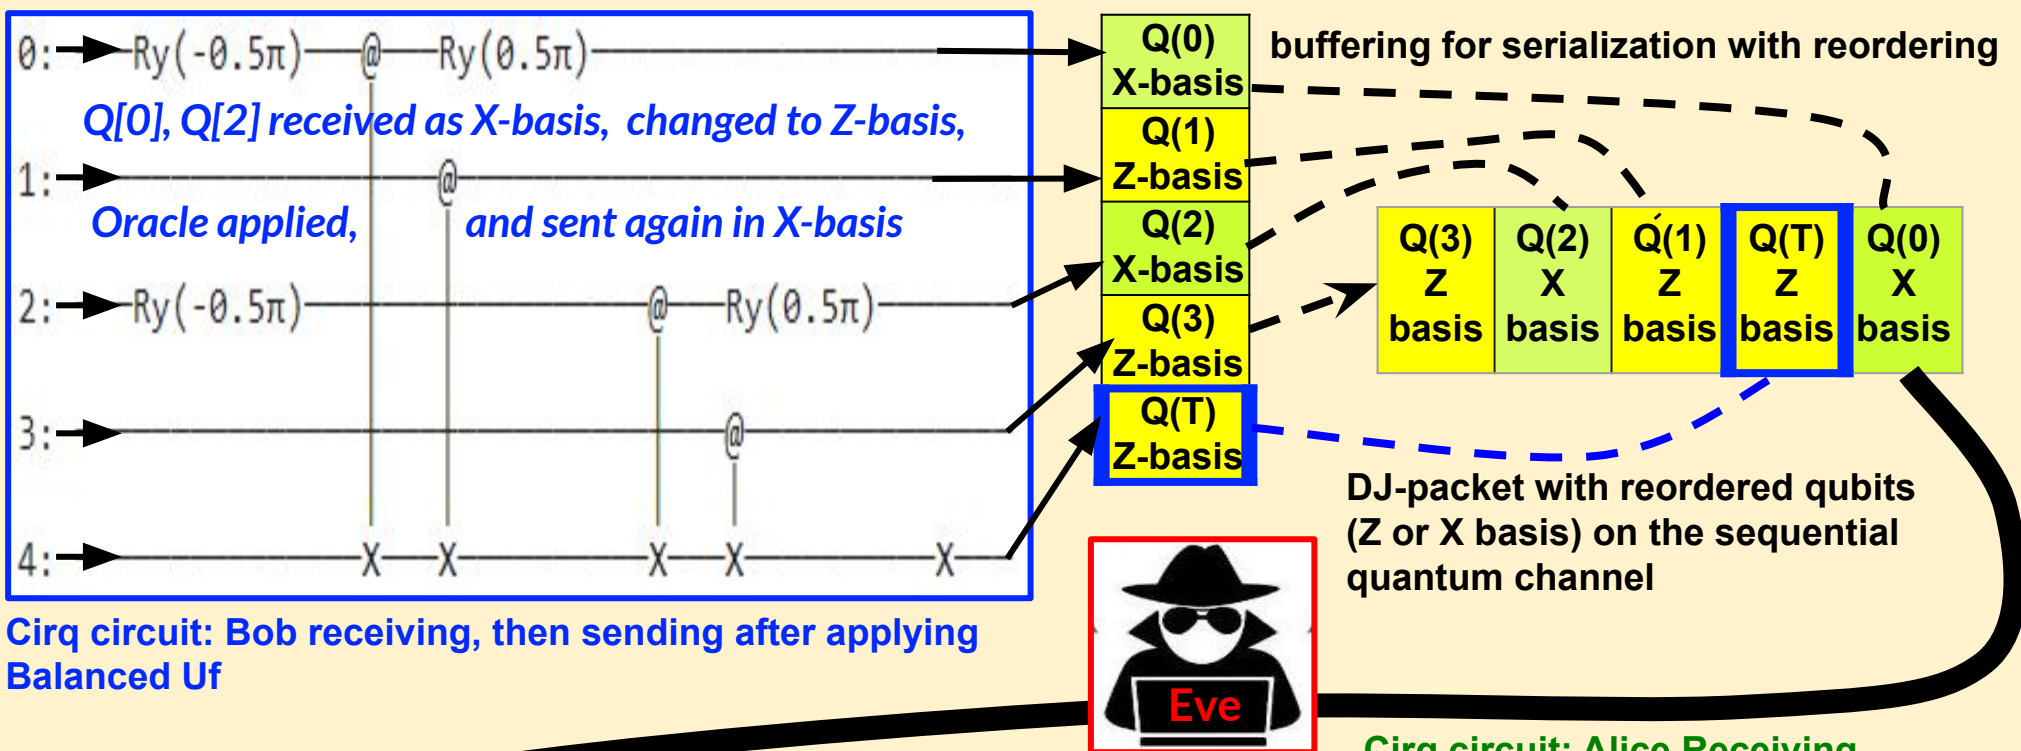 0: Ry(-0.5π) @ Ry(0.5π)
Q[0], Q[2] received as X-basis, changed to Z-basis,
1: @
Oracle applied, and sent again in X-basis
2: Ry(-0.5π) @ Ry(0.5π)
3: @
4: X X X X X
Cirq circuit: Bob receiving, then sending after applying
Balanced Uf
Q(0)
X-basis
Q(1)
Z-basis
Q(2)
X-basis
Q(3)
Z-basis
Q(T)
Z-basis
buffering for serialization with reordering
Q(3) Q(2) Q(1) Q(T) Q(0)
Z X Z Z X
basis basis basis basis basis
DJ-packet with reordered qubits
(Z or X basis) on the sequential
quantum channel
Eve
Cirq circuit: Alice Receiving